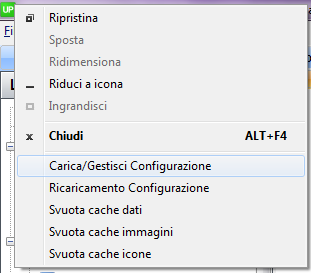 UP
Ripristina
Sposta
Ridimensiona
Riduci a icona
Ingrandisci
Chiudi ALT+F4
Carica/Gestisci Configurazione
Ricaricamento Configurazione
Svuota cache dati
Svuota cache immagini
Svuota cache icone